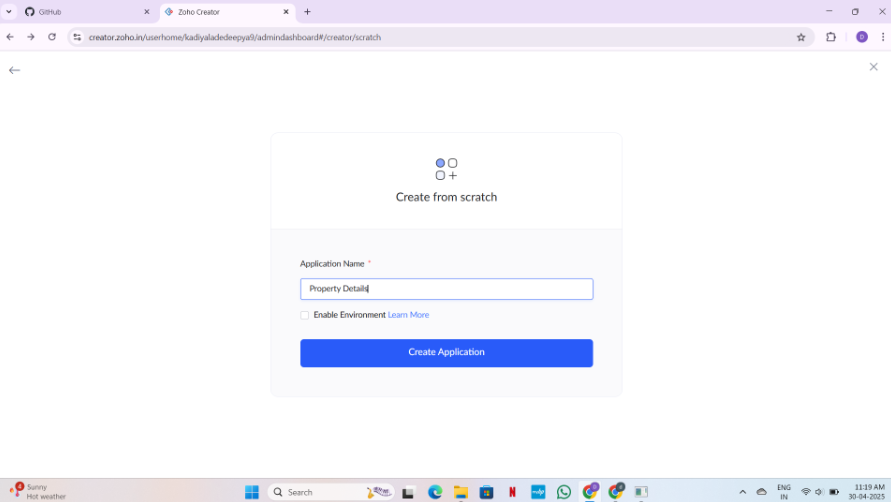 GitHub
Zoho Creator
creator.zoho.in/userhome/kadiyaladedeepya9/admindashboard#/creator/scratch
D
Create from scratch
Application Name *
Property Details
Enable Environment Learn More
Create Application
4
Sunny
Hot weather
Search
N
ENG
IN
11:19 AM
30-04-2025